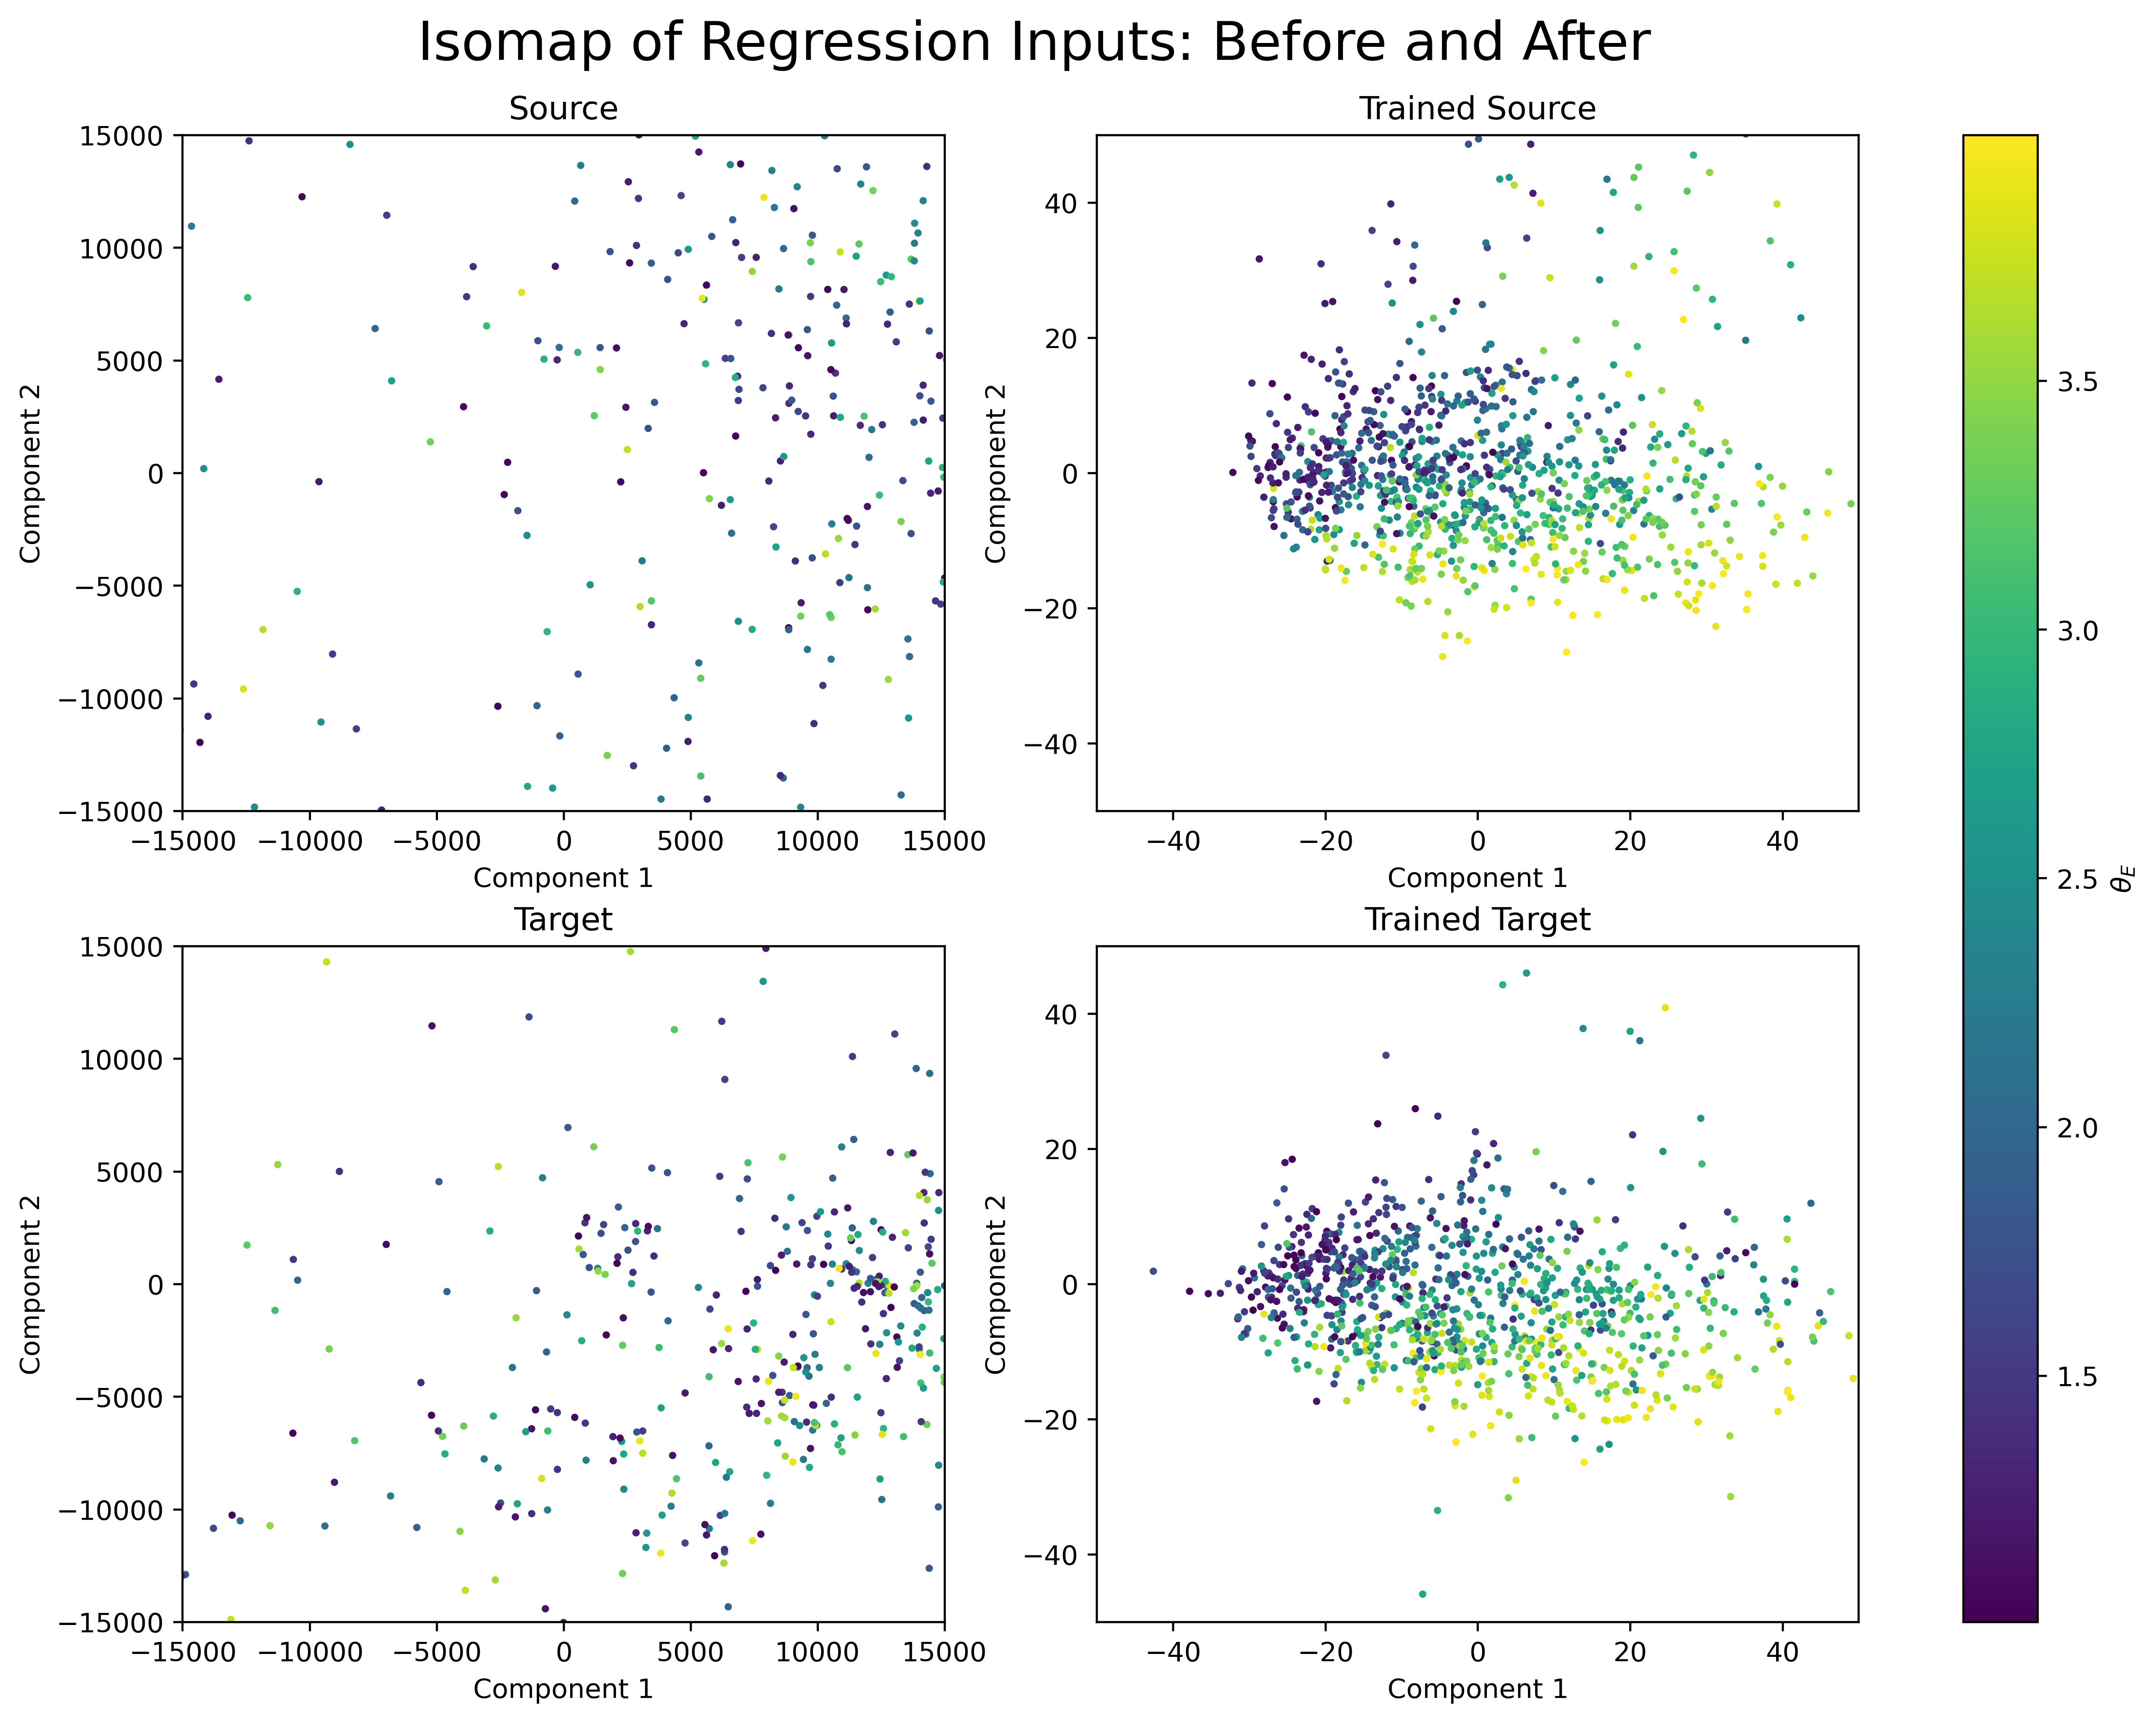 Isomap of Regression Inputs: Before and After
Source
15000
10000
5000
0
−5000
−10000
−15000
Component 2
−15000 −10000 −5000 0 5000 10000 15000
Component 1
Trained Source
40
20
0
−20
−40
Component 2
−40 −20 0 20 40
Component 1
Target
15000
10000
5000
0
−5000
−10000
−15000
Component 2
−15000 −10000 −5000 0 5000 10000 15000
Component 1
Trained Target
40
20
0
−20
−40
Component 2
−40 −20 0 20 40
Component 1
3.5
3.0
2.5
2.0
1.5
θ_E